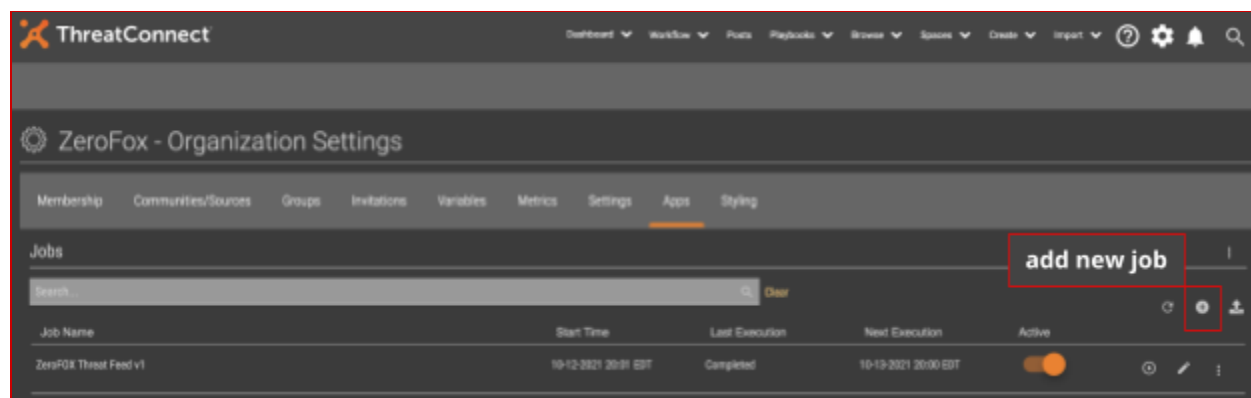 ThreatConnect
Dashboard Workflow Posts Playbooks Browse Spaces Create Import
ZeroFox - Organization Settings
Membership Communities/Sources Groups Invitations Variables Metrics Settings Apps Styling
Jobs
add new job
Search...
Clear
Job Name Start Time Last Execution Next Execution Active
ZeroFOX Threat Feed v1 10-12-2021 20:01 EDT Completed 10-13-2021 20:00 EDT